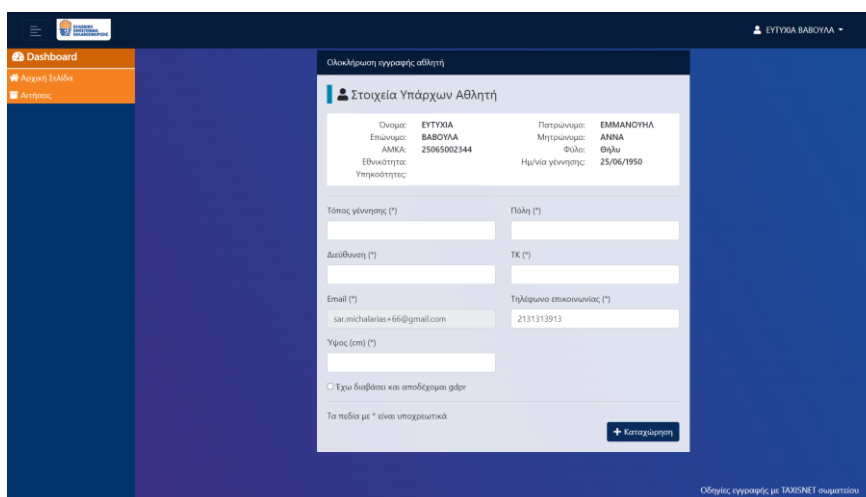 ΕΛΛΗΝΙΚΗ
ΟΜΟΣΠΟΝΔΙΑ
ΚΑΛΑΘΟΣΦΑΙΡΙΣΗΣ
ΕΥΤΥΧΙΑ ΒΑΒΟΥΛΑ
Dashboard
Αρχική Σελίδα
Αιτήσεις
Ολοκλήρωση εγγραφής αθλητή
Στοιχεία Υπάρχων Αθλητή
Όνομα: ΕΥΤΥΧΙΑ Πατρώνυμο: ΕΜΜΑΝΟΥΗΛ
Επώνυμο: ΒΑΒΟΥΛΑ Μητρώνυμο: ΑΝΝΑ
ΑΜΚΑ: 25065002344 Φύλο: Θήλυ
Εθνικότητα: Ημ/νία γέννησης: 25/06/1950
Υπηκοότητες:
Τόπος γέννησης (*) Πόλη (*)
Διεύθυνση (*) ΤΚ (*)
Email (*) Τηλέφωνο επικοινωνίας (*)
sar.michalarias+66@gmail.com 2131313913
Ύψος (cm) (*)
Έχω διαβάσει και αποδέχομαι gdpr
Τα πεδία με * είναι υποχρεωτικά
Καταχώρηση
Οδηγίες εγγραφής με TAXISNET σωματείου